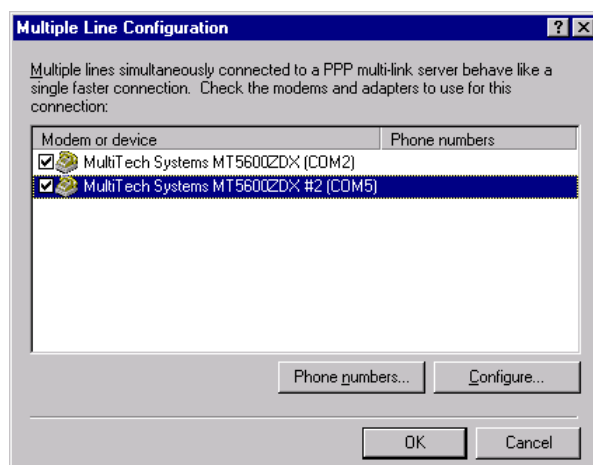 Multiple Line Configuration
Multiple lines simultaneously connected to a PPP multi-link server behave like a
single faster connection. Check the modems and adapters to use for this
connection:
Modem or device Phone numbers
MultiTech Systems MT5600ZDX (COM2)
MultiTech Systems MT5600ZDX #2 (COM5)
Phone numbers... Configure...
OK Cancel